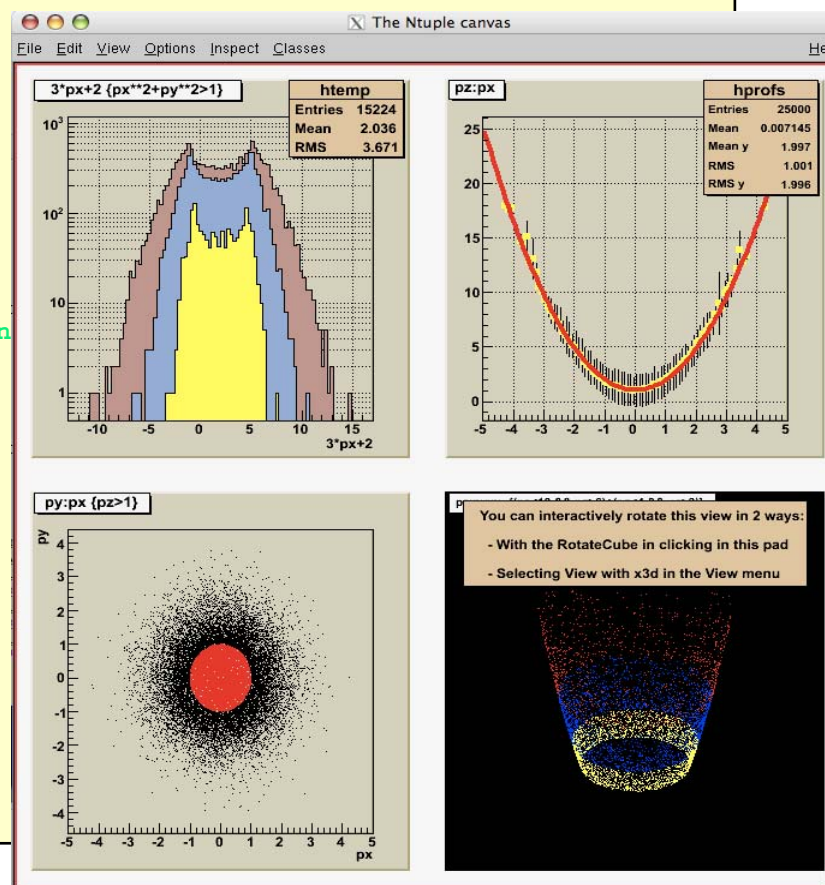 The Ntuple canvas
File Edit View Options Inspect Classes
3*px+2 {px**2+py**2>1}
htemp
Entries 15224
Mean 2.036
RMS 3.671
10³
10²
10
1
-10 -5 0 5 10 15
3*px+2
pz:px
hprofs
Entries 25000
Mean 0.007145
Mean y 1.997
RMS 1.001
RMS y 1.996
25
20
15
10
5
0
-5 -4 -3 -2 -1 0 1 2 3 4 5
n
py:px {pz>1}
py
4
3
2
1
0
-1
-2
-3
-4
-5 -4 -3 -2 -1 0 1 2 3 4 5
px
You can interactively rotate this view in 2 ways:
- With the RotateCube in clicking in this pad
- Selecting View with x3d in the View menu